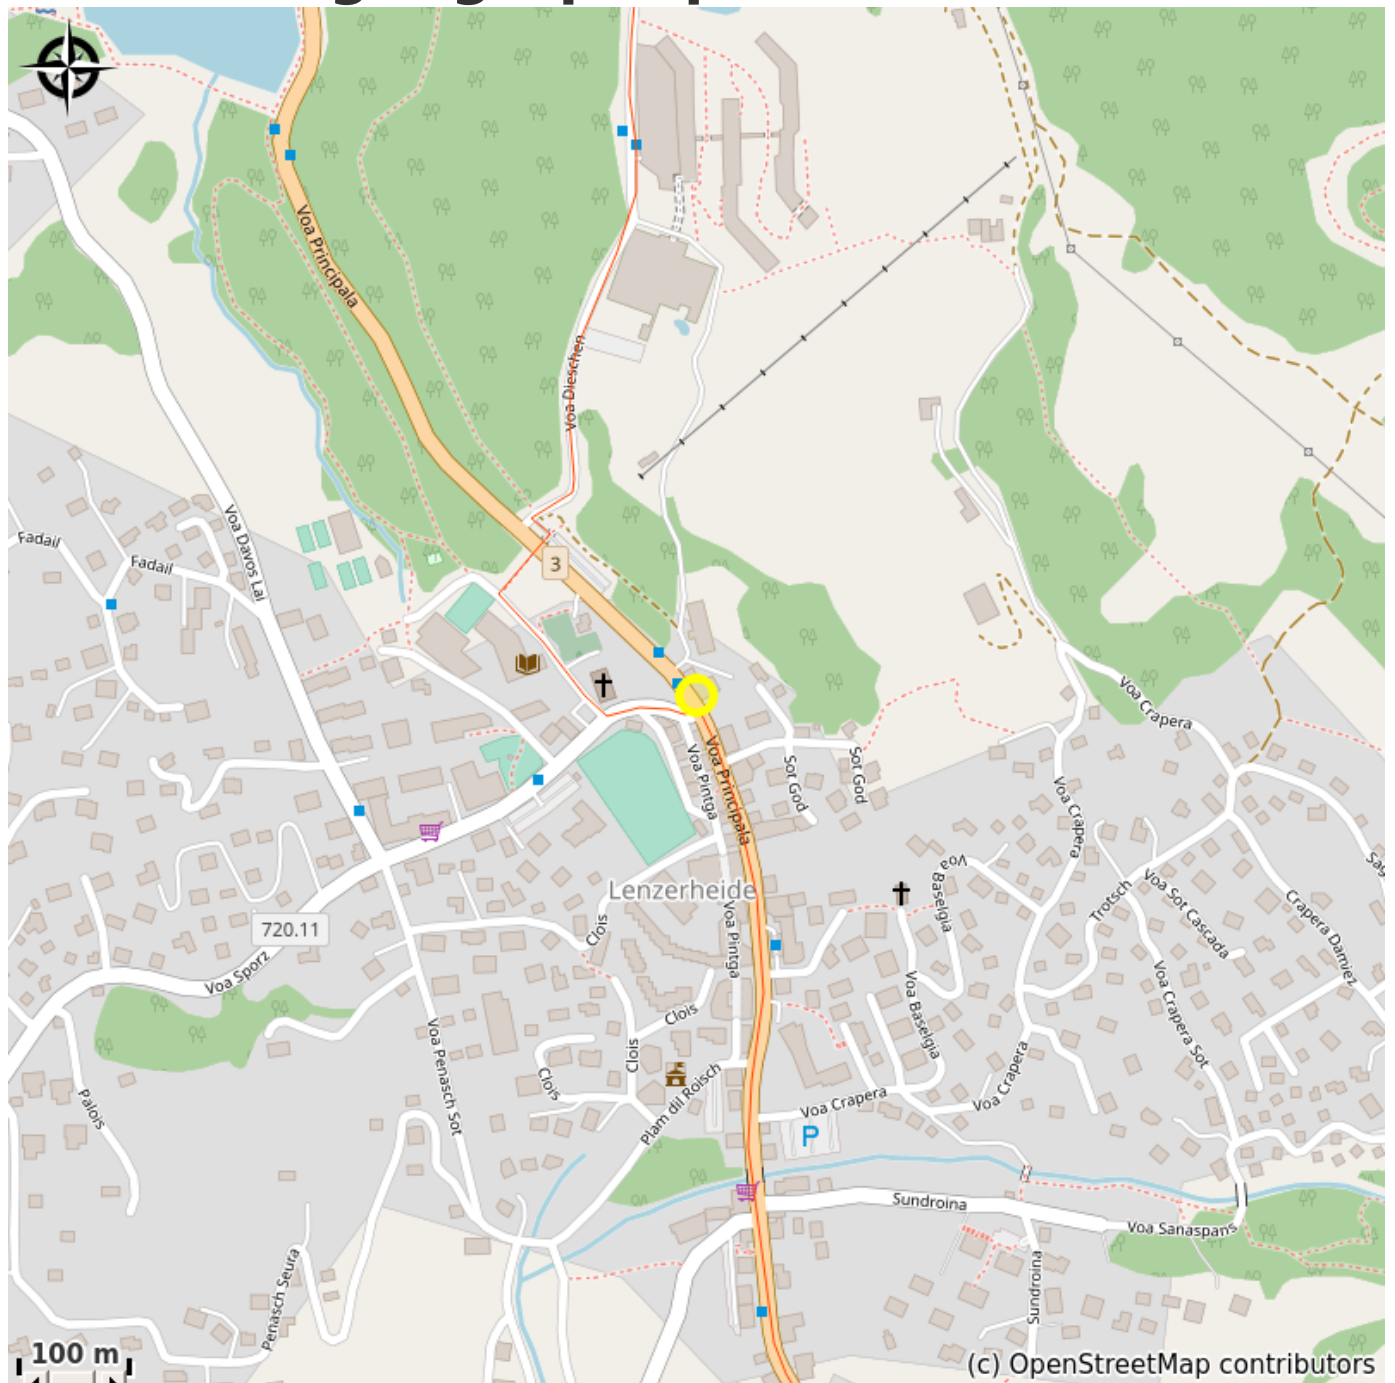 Voa Principala
Voa Dieschen
Voa Davos Lai
Fadail
Fadail
3
Voa Crapera
Voa Principala
Voa Pintga
Sot God
Sot God
Voa Crapera
Voa
Baselgia
Lenzerheide
Trotsch
Voa Sot Cascada
Crapera Damiez
720.11
Clois
Voa Pintga
Voa Sporz
Voa Baselgia
Voa Crapera Sot
Clois
Voa Penasch Sot
Clois
Clois
Plam dil Roisch
Voa Crapera
Voa Crapera
Palois
P
Sundroina
Voa Sanaspans
Penasch Seura
Sundroina
100 m
(c) OpenStreetMap contributors